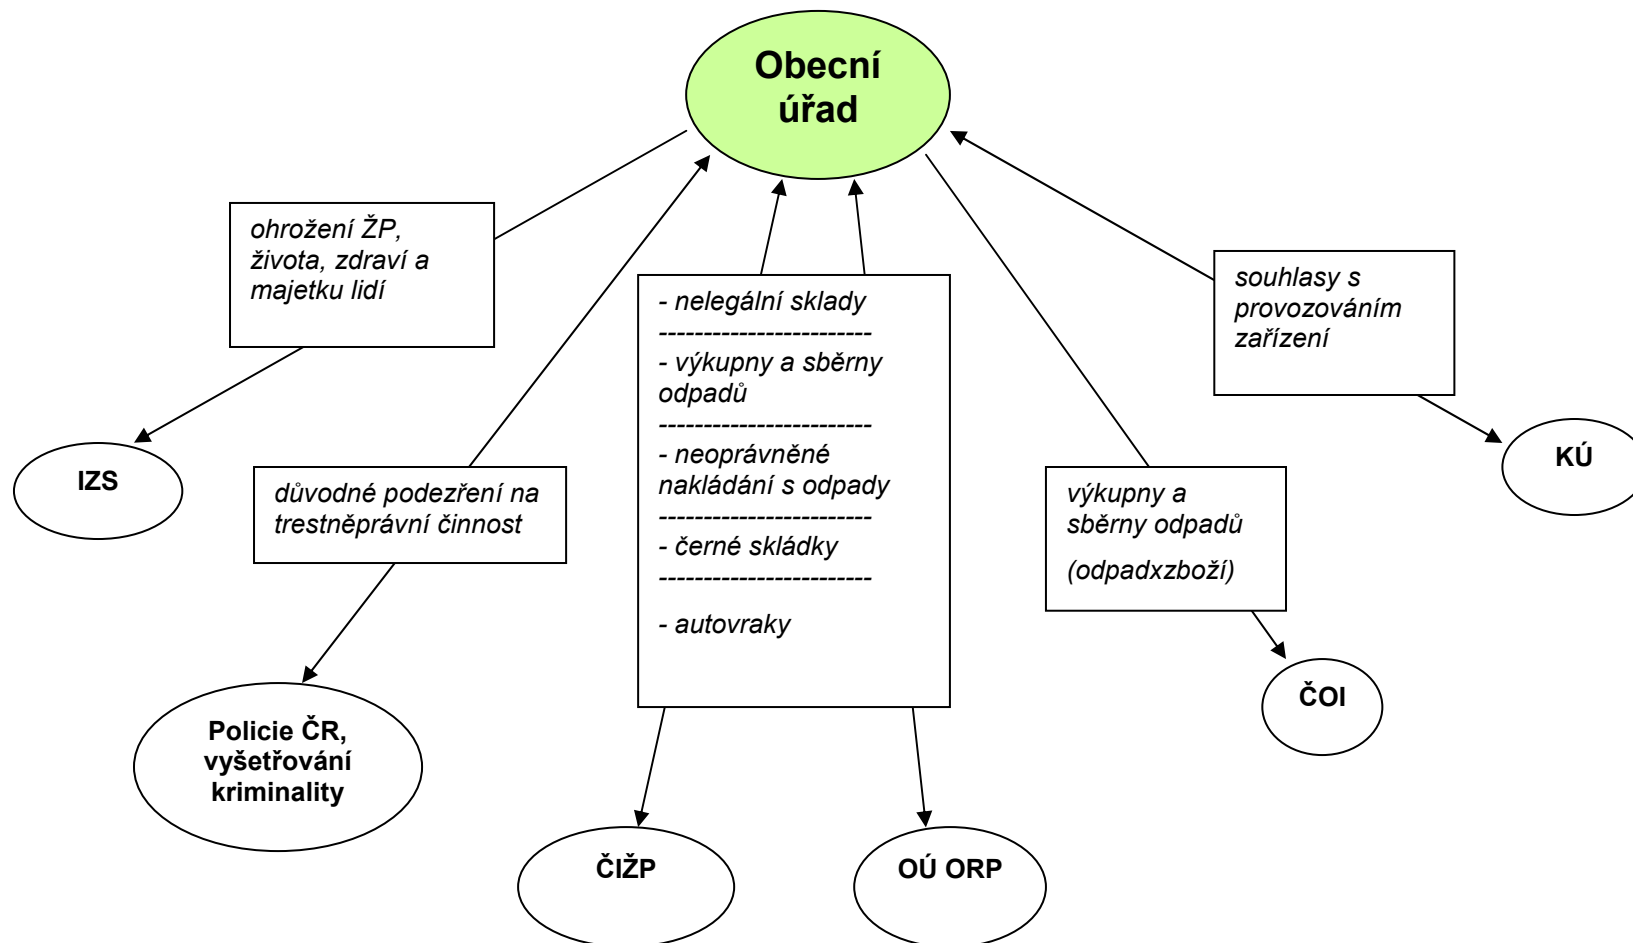 Obecní
úřad
ohrožení ŽP,
života, zdraví a
majetku lidí
souhlasy s
provozováním
zařízení
- nelegální sklady
------------------------
- výkupny a sběrny
odpadů
------------------------
- neoprávněné
nakládání s odpady
------------------------
- černé skládky
------------------------
- autovraky
IZS
důvodné podezření na
trestněprávní činnost
výkupny a
sběrny odpadů
(odpadxzboží)
KÚ
Policie ČR,
vyšetřování
kriminality
ČOI
ČIŽP
OÚ ORP